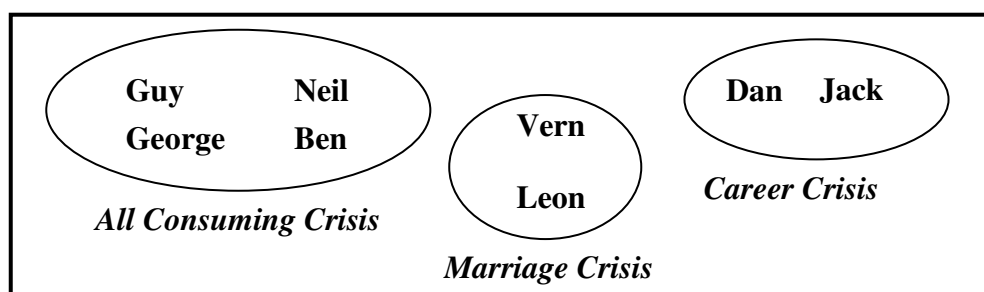 Guy Neil
George Ben
All Consuming Crisis
Vern
Leon
Marriage Crisis
Dan Jack
Career Crisis